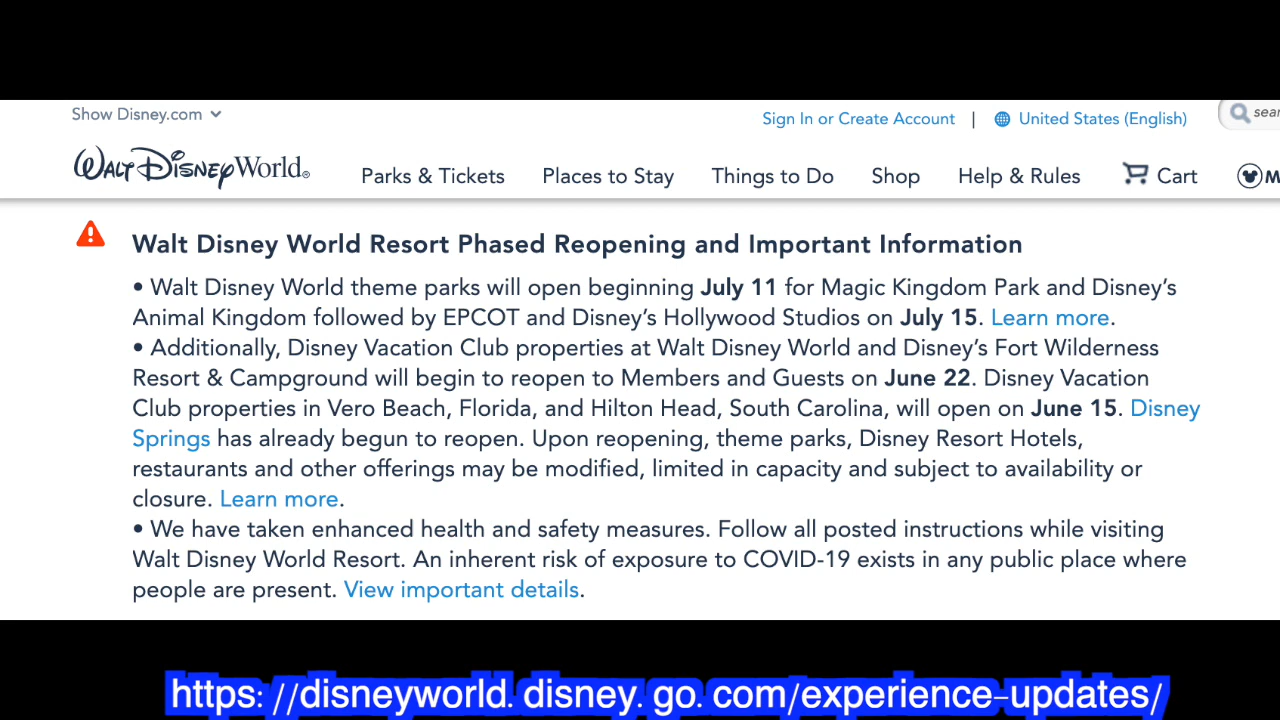 Show Disney.com
Sign In or Create Account | United States (English)
Walt Disney World®
Parks & Tickets Places to Stay Things to Do Shop Help & Rules Cart M
Walt Disney World Resort Phased Reopening and Important Information
• Walt Disney World theme parks will open beginning July 11 for Magic Kingdom Park and Disney's
Animal Kingdom followed by EPCOT and Disney's Hollywood Studios on July 15. Learn more.
• Additionally, Disney Vacation Club properties at Walt Disney World and Disney's Fort Wilderness
Resort & Campground will begin to reopen to Members and Guests on June 22. Disney Vacation
Club properties in Vero Beach, Florida, and Hilton Head, South Carolina, will open on June 15. Disney
Springs has already begun to reopen. Upon reopening, theme parks, Disney Resort Hotels,
restaurants and other offerings may be modified, limited in capacity and subject to availability or
closure. Learn more.
• We have taken enhanced health and safety measures. Follow all posted instructions while visiting
Walt Disney World Resort. An inherent risk of exposure to COVID-19 exists in any public place where
people are present. View important details.
https: //disneyworld. disney. go. com/experience-updates/